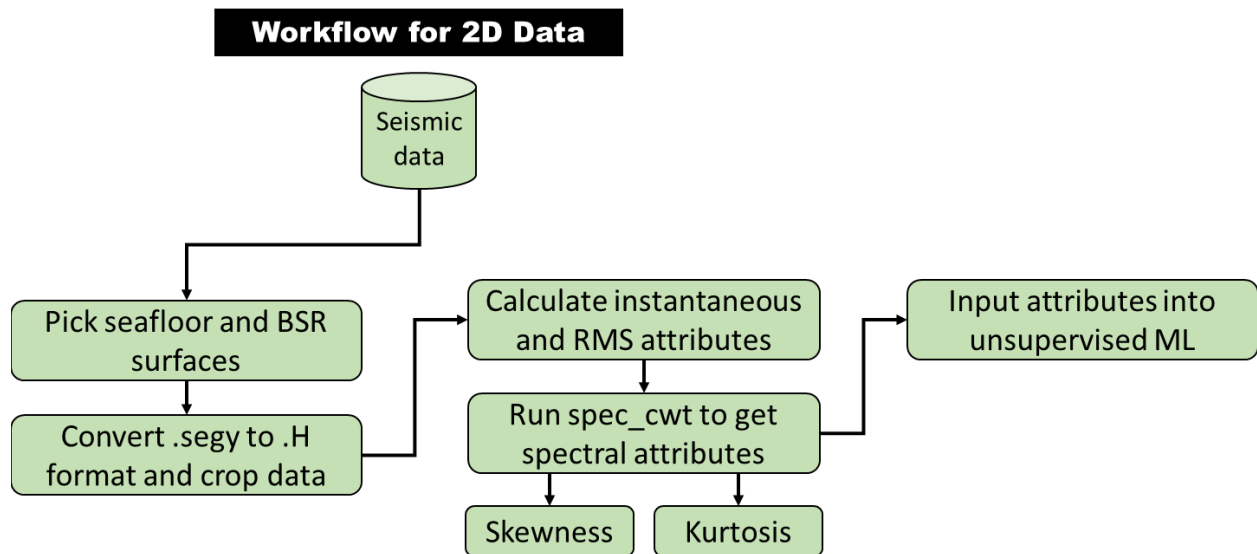 Workflow for 2D Data
Seismic
data
Pick seafloor and BSR
surfaces
Convert .segy to .H
format and crop data
Calculate instantaneous
and RMS attributes
Run spec_cwt to get
spectral attributes
Skewness
Kurtosis
Input attributes into
unsupervised ML